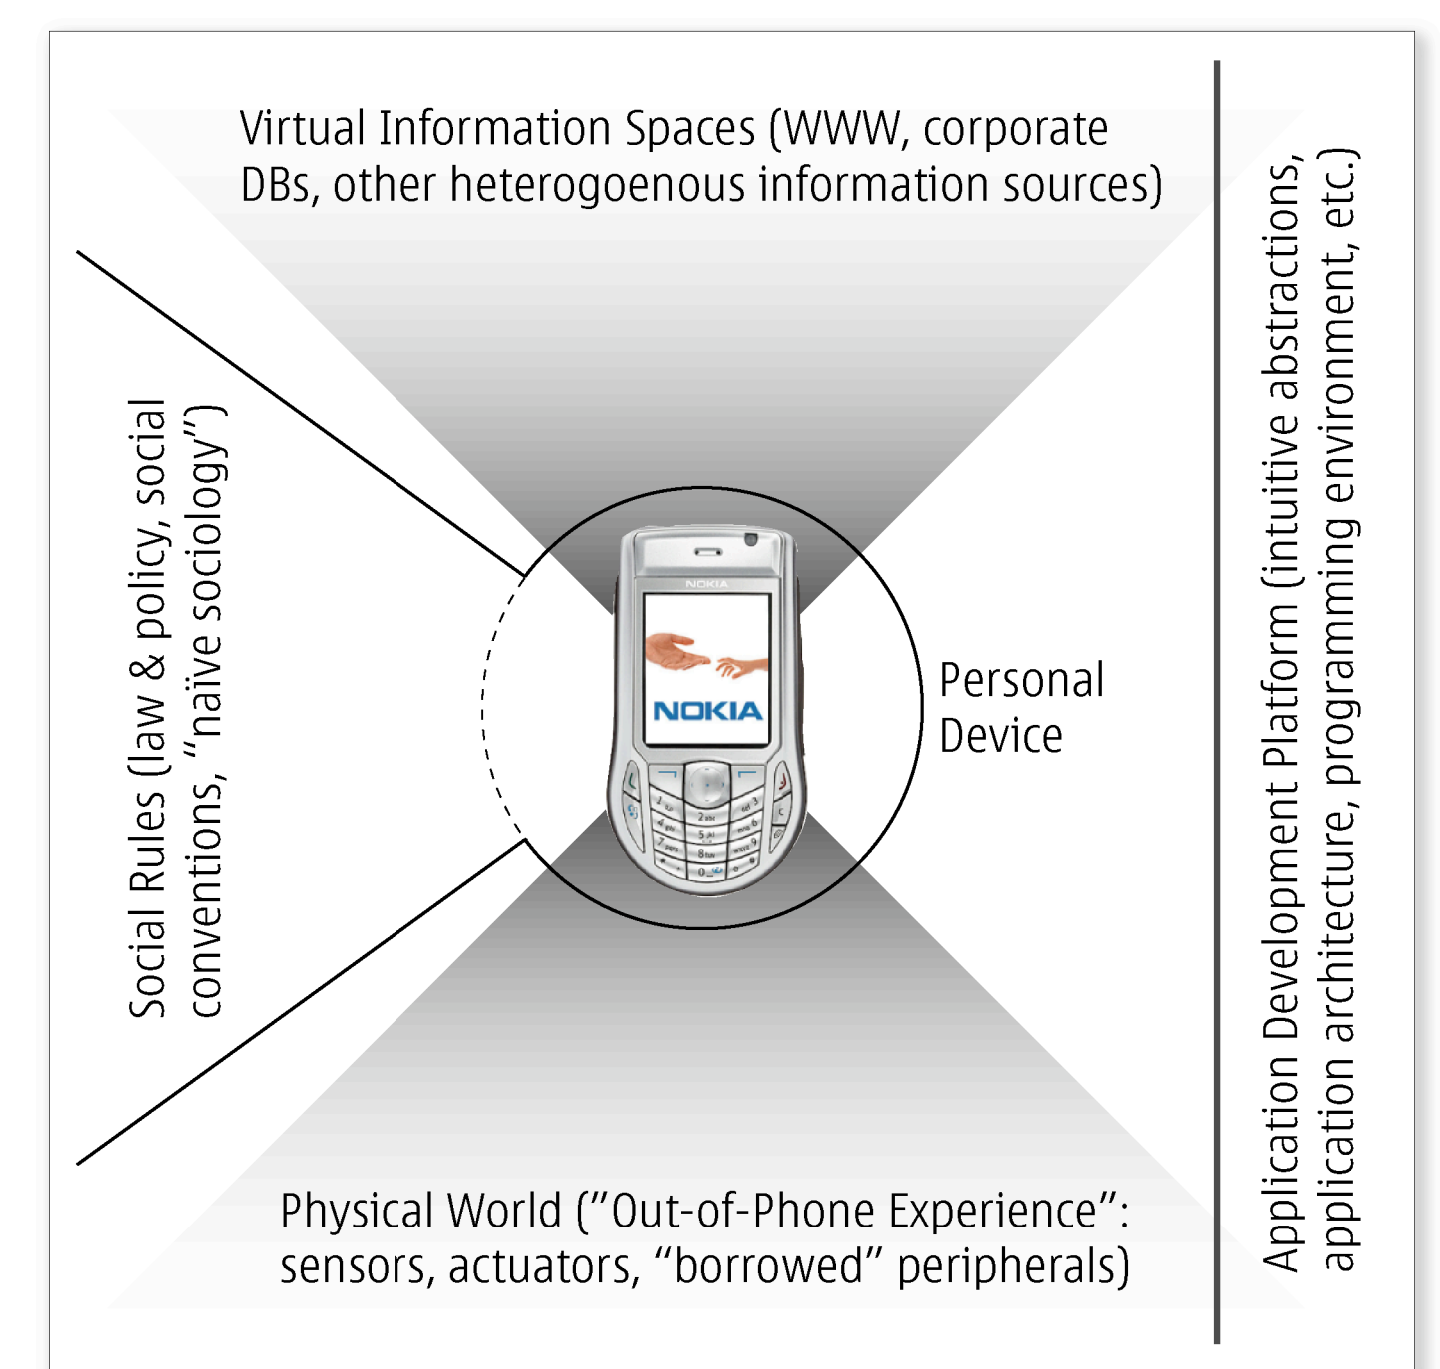 Virtual Information Spaces (WWW, corporate
DBs, other heterogoenous information sources)
Social Rules (law & policy, social
conventions, “naïve sociology”)
NOKIA
NOKIA
Personal
Device
Physical World (”Out-of-Phone Experience”:
sensors, actuators, “borrowed” peripherals)
Application Development Platform (intuitive abstractions,
application architecture, programming environment, etc.)